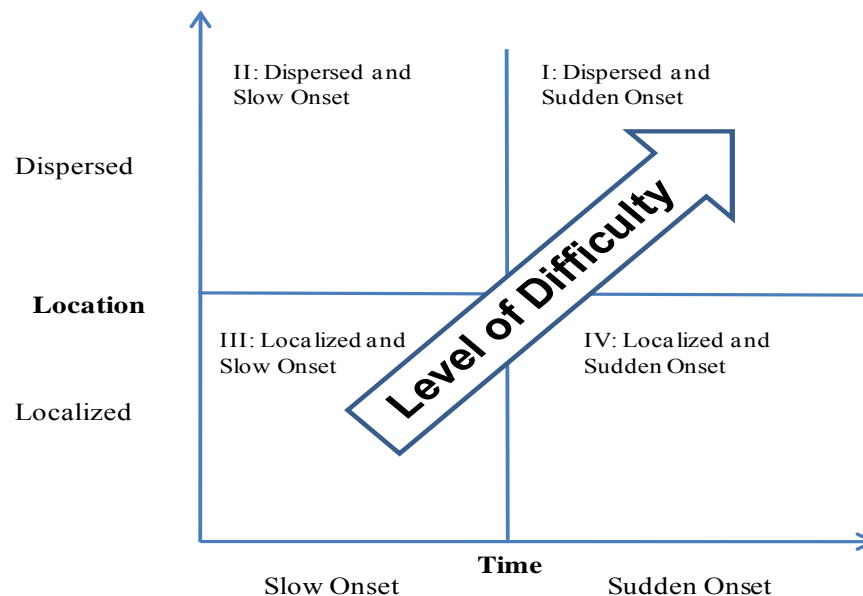 II: Dispersed and
Slow Onset
I: Dispersed and
Sudden Onset
Dispersed
Level of Difficulty
Location
III: Localized and
Slow Onset
IV: Localized and
Sudden Onset
Localized
Time
Slow Onset
Sudden Onset